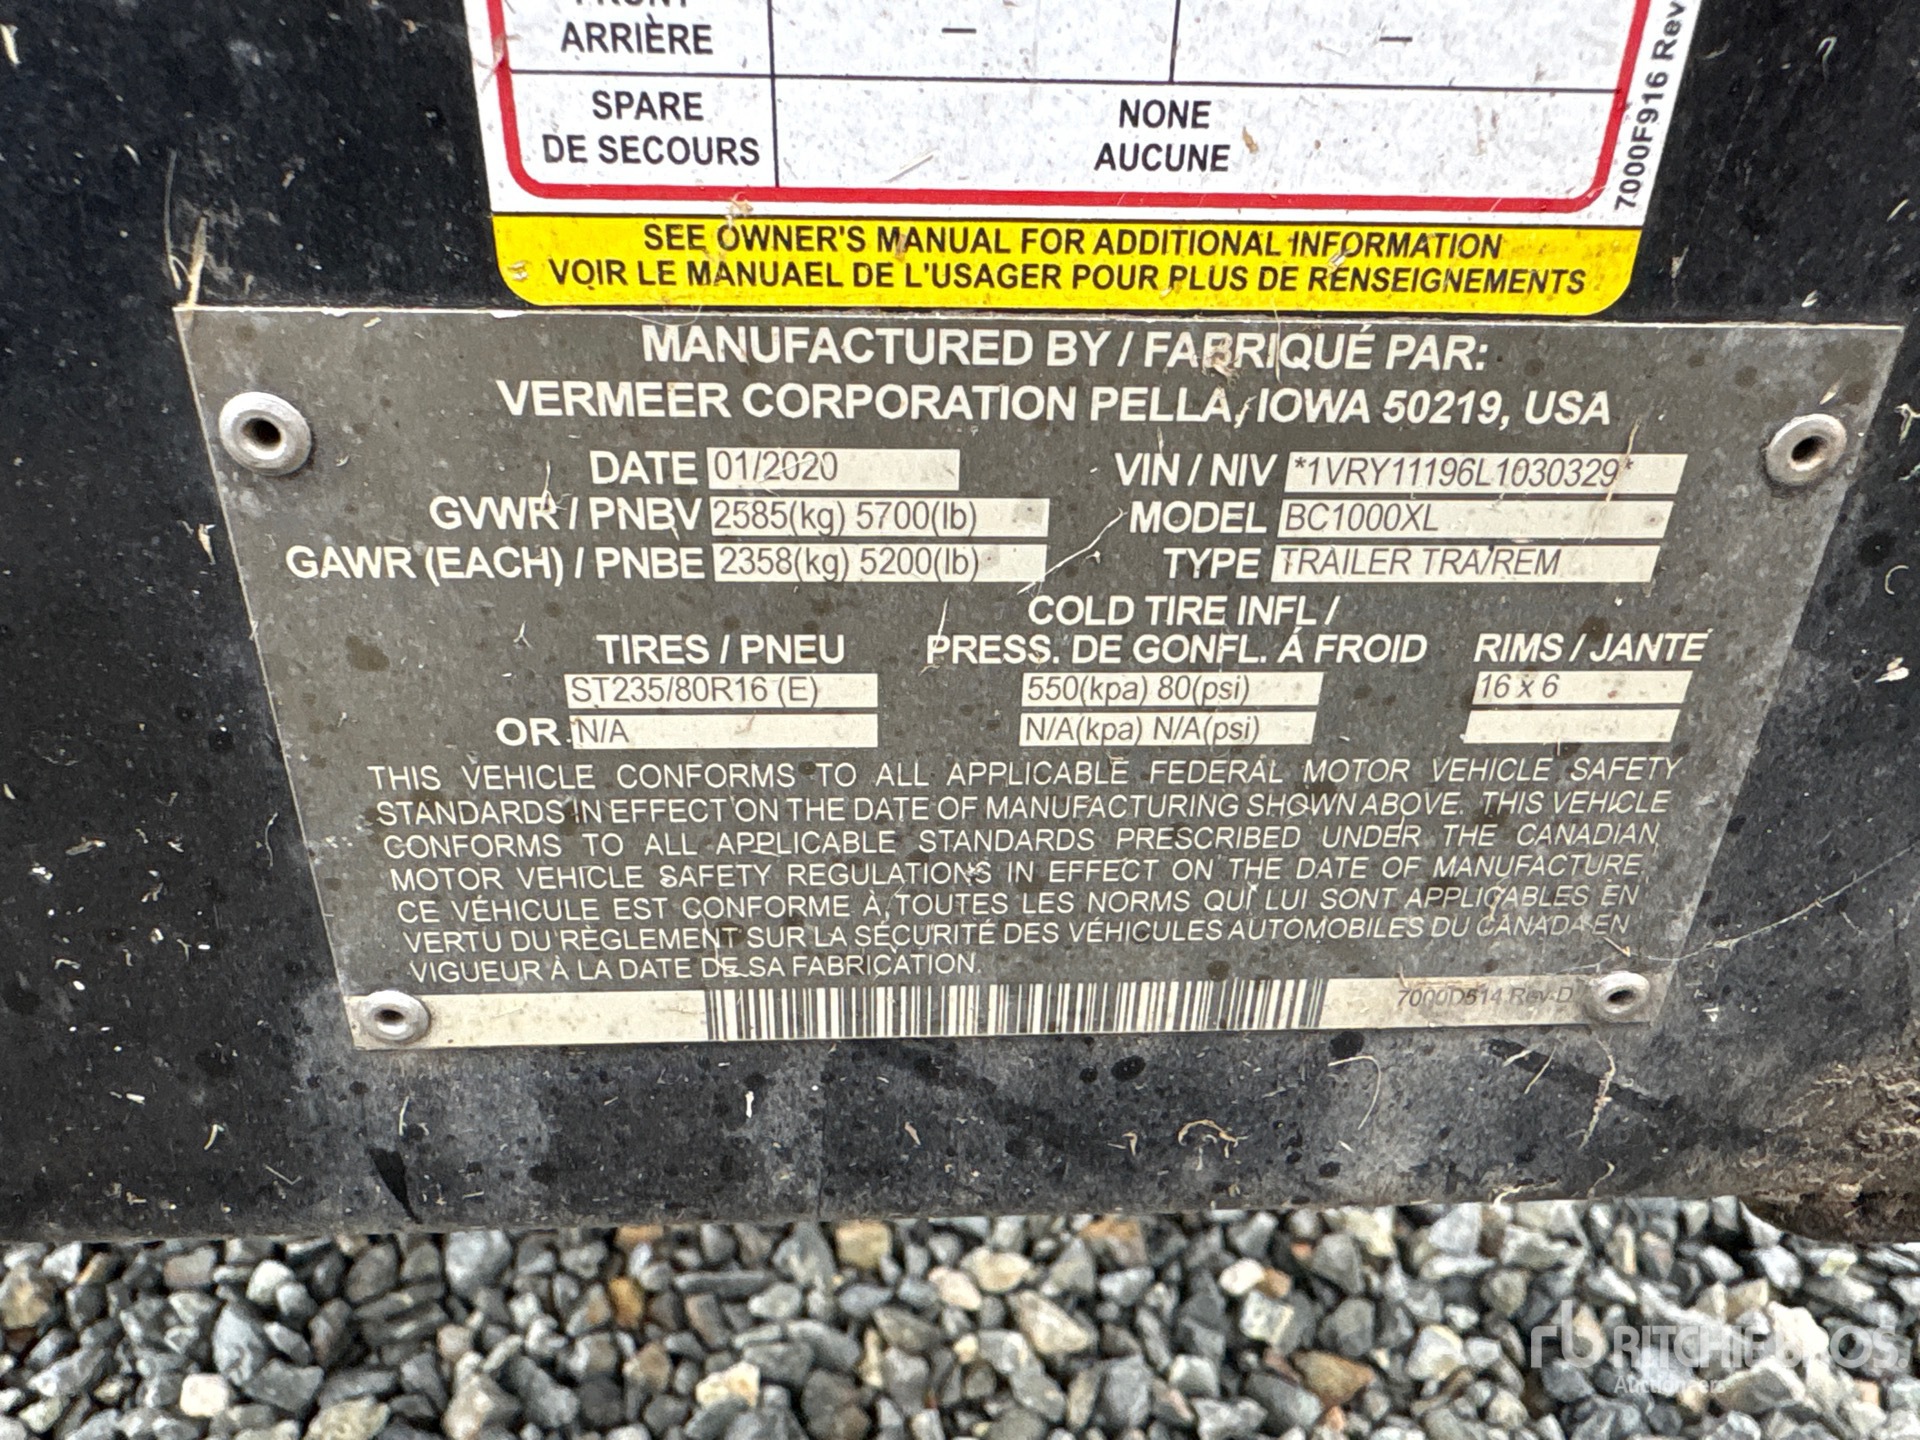 ARRIÈRE — —
SPARE
DE SECOURS
NONE
AUCUNE
7000F916 Rev
SEE OWNER'S MANUAL FOR ADDITIONAL INFORMATION
VOIR LE MANUAEL DE L'USAGER POUR PLUS DE RENSEIGNEMENTS
MANUFACTURED BY / FABRIQUÉ PAR:
VERMEER CORPORATION PELLA, IOWA 50219, USA
DATE 01/2020 VIN / NIV *1VRY11196L1030329*
GVWR / PNBV 2585(kg) 5700(lb) MODEL BC1000XL
GAWR (EACH) / PNBE 2358(kg) 5200(lb) TYPE TRAILER TRA/REM
COLD TIRE INFL /
TIRES / PNEU PRESS. DE GONFL. Á FROID RIMS / JANTE
ST235/80R16 (E) 550(kpa) 80(psi) 16 x 6
OR N/A N/A(kpa) N/A(psi)
THIS VEHICLE CONFORMS TO ALL APPLICABLE FEDERAL MOTOR VEHICLE SAFETY
STANDARDS IN EFFECT ON THE DATE OF MANUFACTURING SHOWN ABOVE. THIS VEHICLE
CONFORMS TO ALL APPLICABLE STANDARDS PRESCRIBED UNDER THE CANADIAN
MOTOR VEHICLE SAFETY REGULATIONS IN EFFECT ON THE DATE OF MANUFACTURE.
CE VÉHICULE EST CONFORME À TOUTES LES NORMS QUI LUI SONT APPLICABLES EN
VERTU DU RÈGLEMENT SUR LA SÉCURITÉ DES VÉHICULES AUTOMOBILES DU CANADA EN
VIGUEUR À LA DATE DE SA FABRICATION.
7000D514 Rev D
rb RITCHIE BROS.
Auctioneers